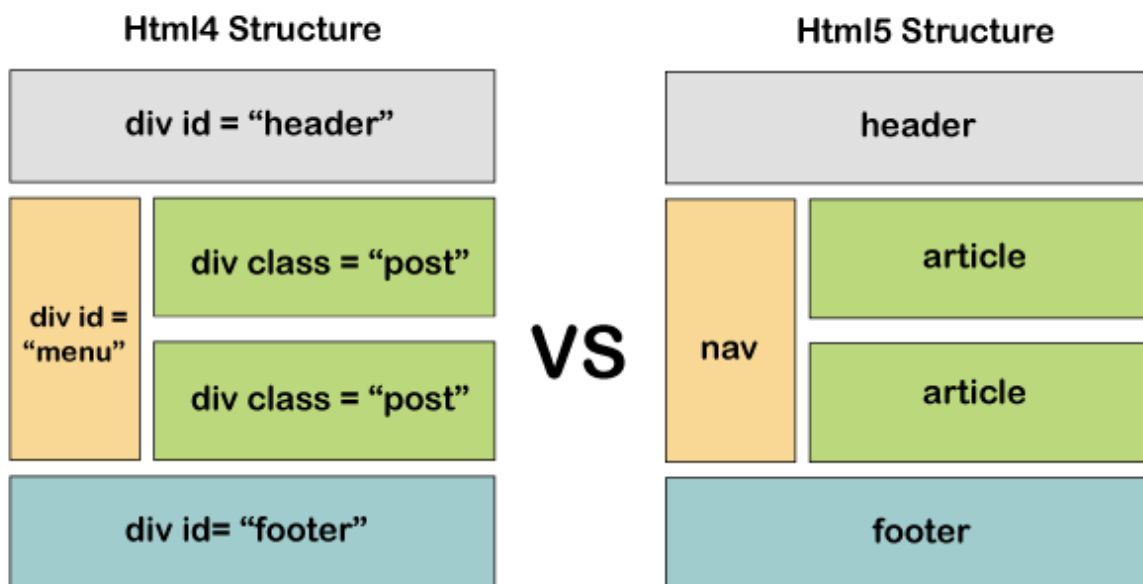 Html4 Structure
div id = “header”
div id =
“menu”
div class = “post”
div class = “post”
div id= “footer”
VS
Html5 Structure
header
nav
article
article
footer